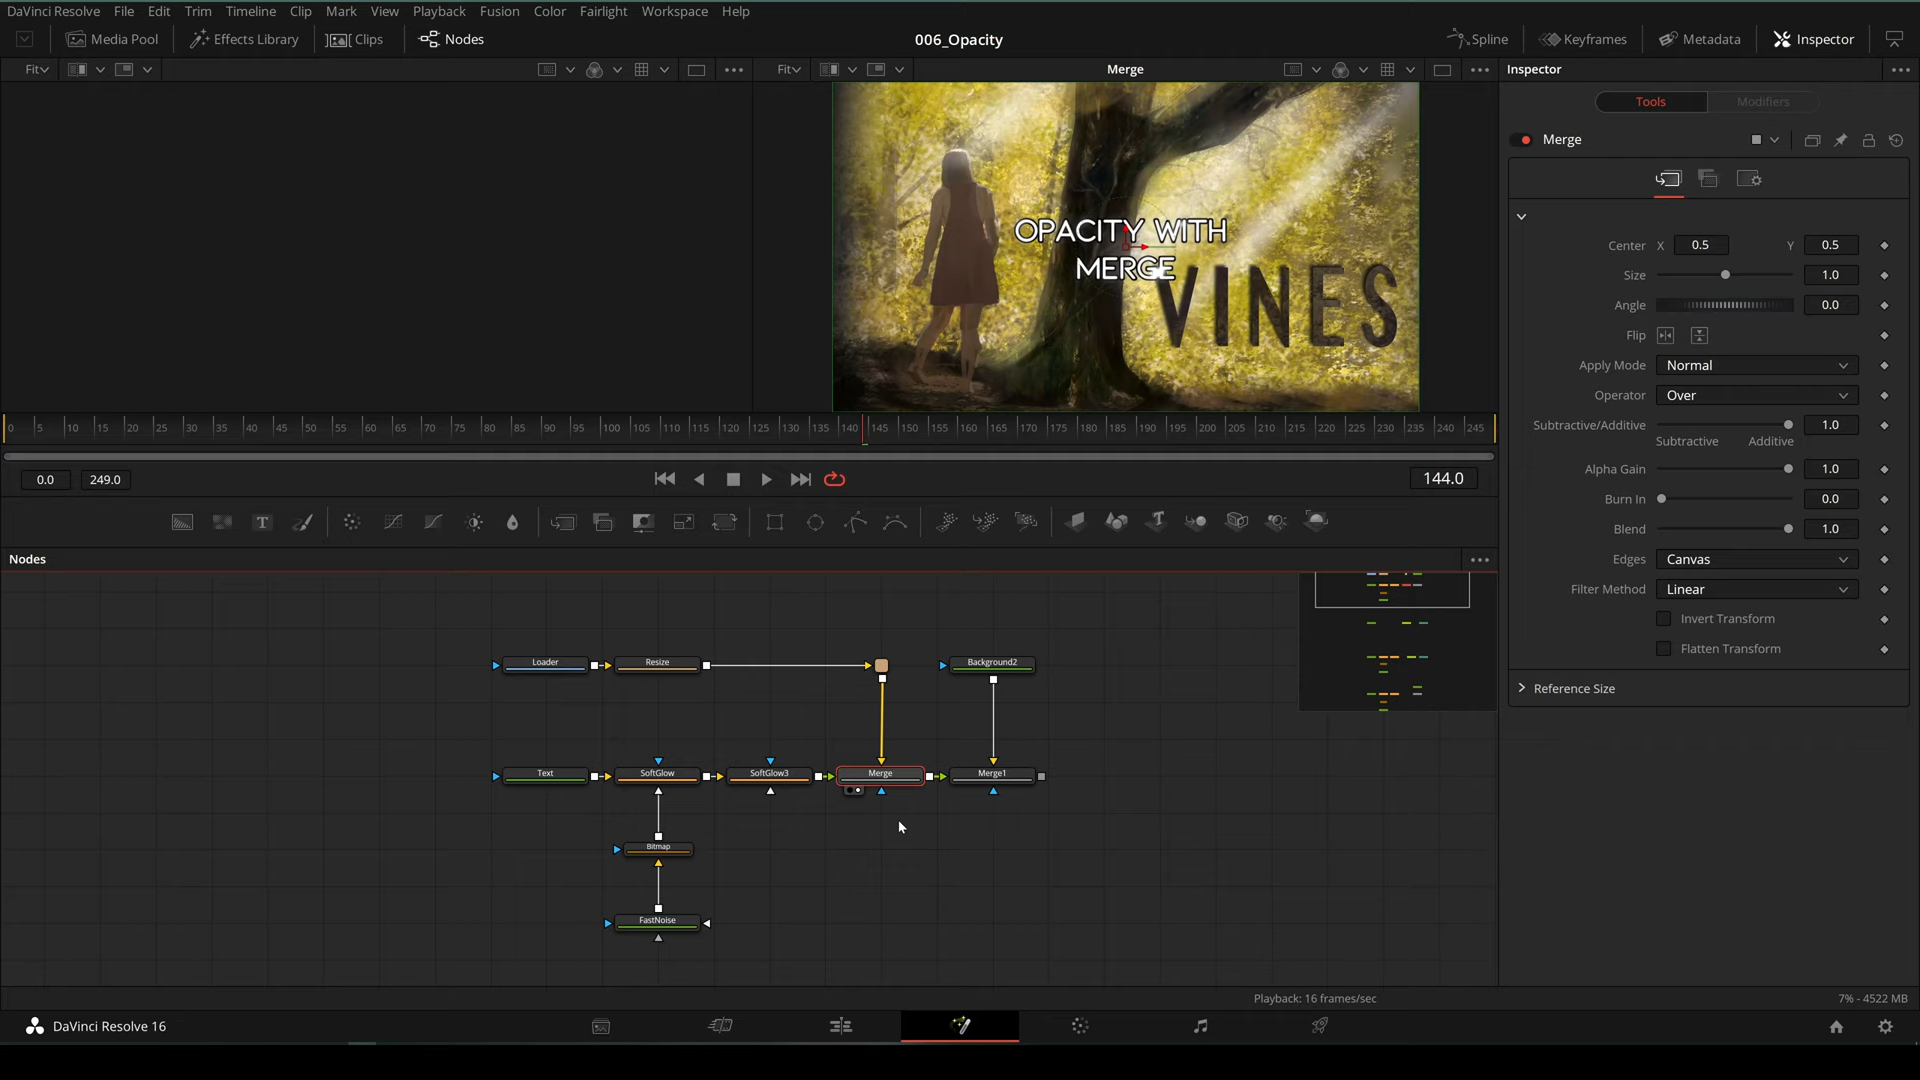 DaVinci Resolve File Edit Trim Timeline Clip Mark View Playback Fusion Color Fairlight Workspace Help
Media Pool Effects Library Clips Nodes 006_Opacity Spline Keyframes Metadata Inspector
Fit Fit Merge Inspector
Tools Modifiers
Merge
OPACITY WITH
MERGE
VINES
Center X 0.5 Y 0.5
Size 1.0
Angle 0.0
Flip
Apply Mode Normal
Operator Over
Subtractive/Additive 1.0
Subtractive Additive
Alpha Gain 1.0
Burn In 0.0
Blend 1.0
Edges Canvas
Filter Method Linear
Invert Transform
Flatten Transform
Reference Size
0 5 10 15 20 25 30 35 40 45 50 55 60 65 70 75 80 85 90 95 100 105 110 115 120 125 130 135 140 145 150 155 160 165 170 175 180 185 190 195 200 205 210 215 220 225 230 235 240 245
0.0 249.0 144.0
Nodes
Loader Resize Background2
Text SoftGlow SoftGlow3 Merge Merge1
Bitmap
FastNoise
Playback: 16 frames/sec 7% - 4522 MB
DaVinci Resolve 16